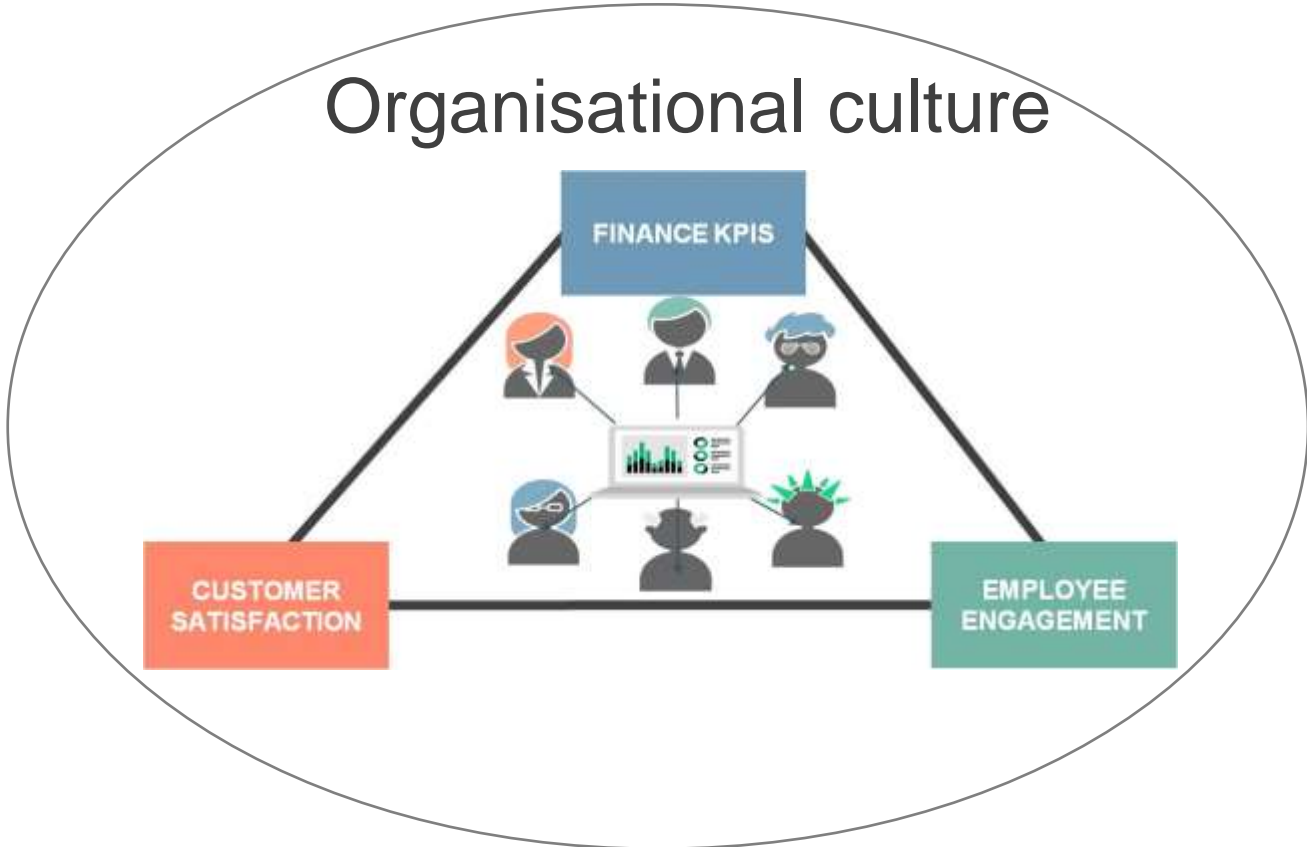 Organisational culture
FINANCE KPIS
CUSTOMER
SATISFACTION
EMPLOYEE
ENGAGEMENT